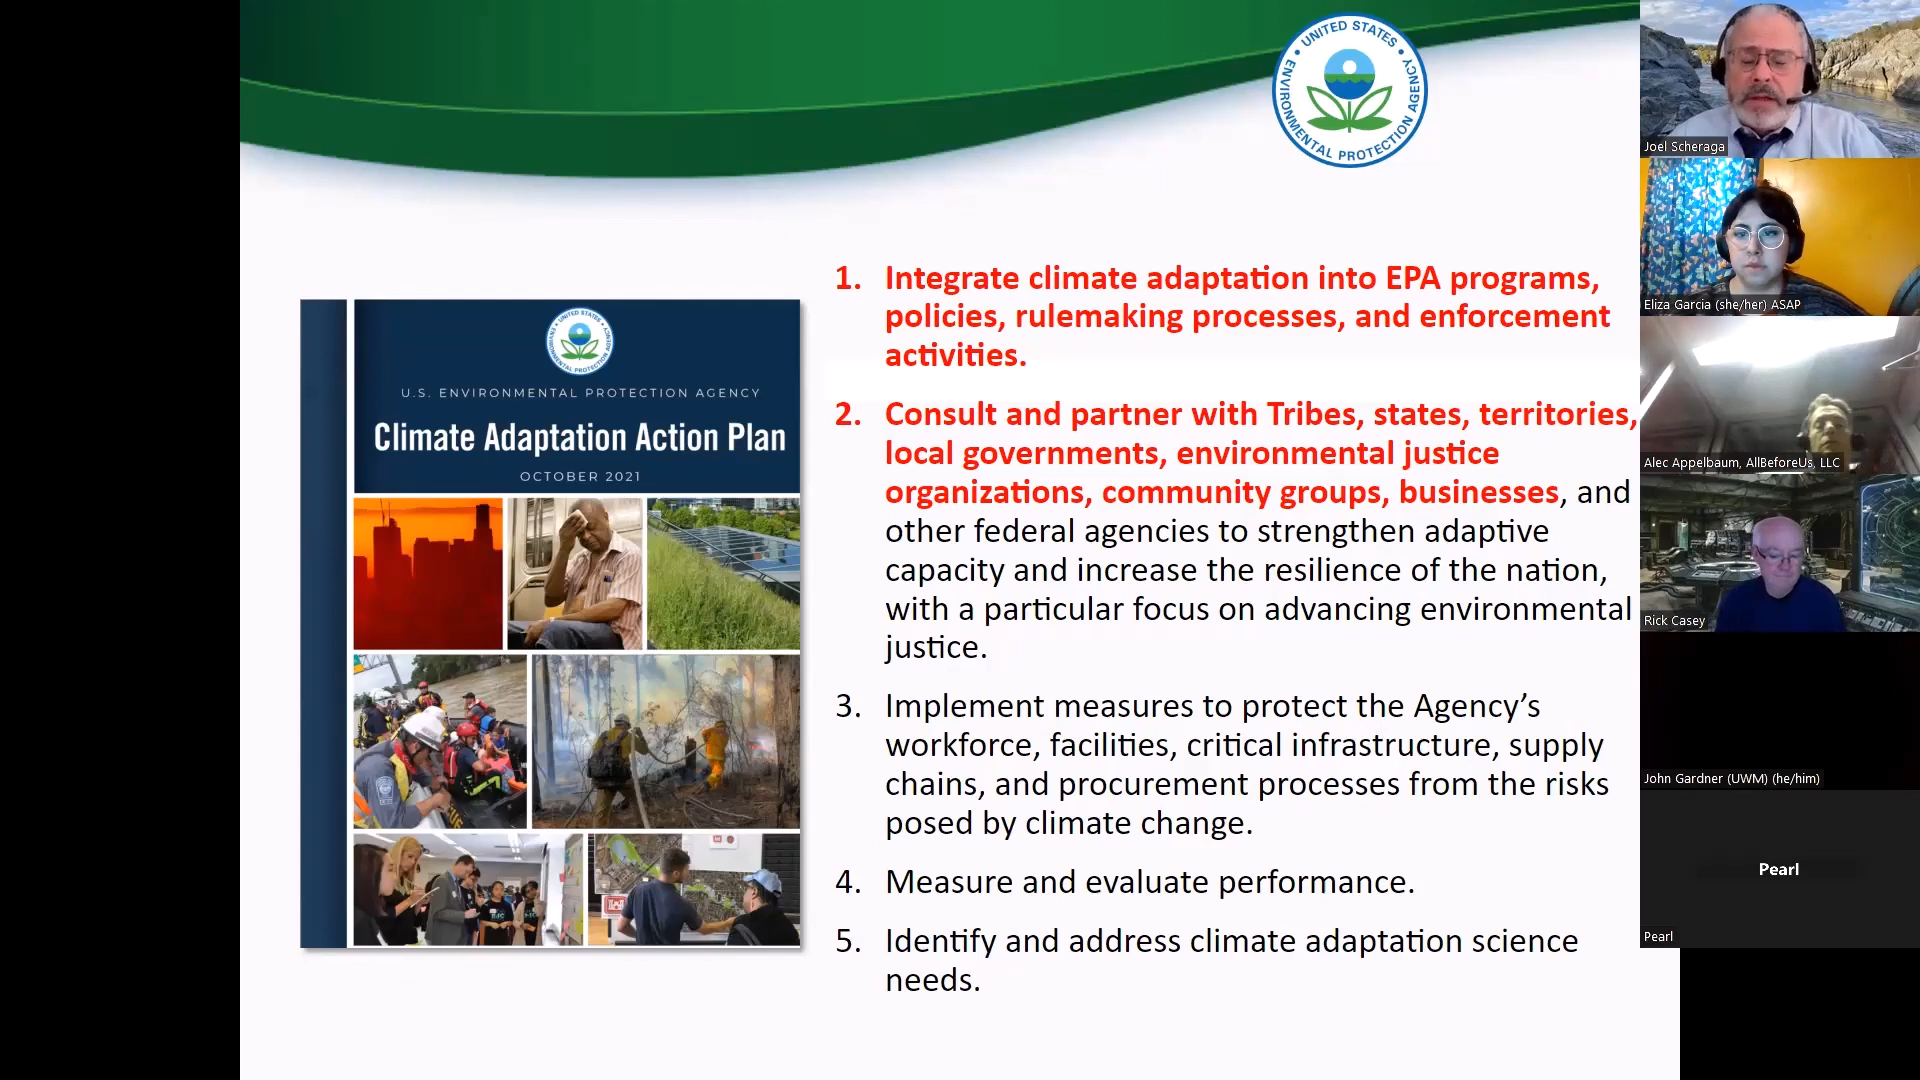 UNITED STATES
ENVIRONMENTAL PROTECTION AGENCY
1. Integrate climate adaptation into EPA programs,
policies, rulemaking processes, and enforcement
activities.
2. Consult and partner with Tribes, states, territories,
local governments, environmental justice
organizations, community groups, businesses, and
other federal agencies to strengthen adaptive
capacity and increase the resilience of the nation,
with a particular focus on advancing environmental
justice.
3. Implement measures to protect the Agency’s
workforce, facilities, critical infrastructure, supply
chains, and procurement processes from the risks
posed by climate change.
4. Measure and evaluate performance.
5. Identify and address climate adaptation science
needs.
UNITED STATES
ENVIRONMENTAL PROTECTION AGENCY
U.S. ENVIRONMENTAL PROTECTION AGENCY
Climate Adaptation Action Plan
OCTOBER 2021
Joel Scheraga
Eliza Garcia (she/her) ASAP
Alec Appelbaum, AllBeforeUs, LLC
Rick Casey
John Gardner (UWM) (he/him)
Pearl
Pearl